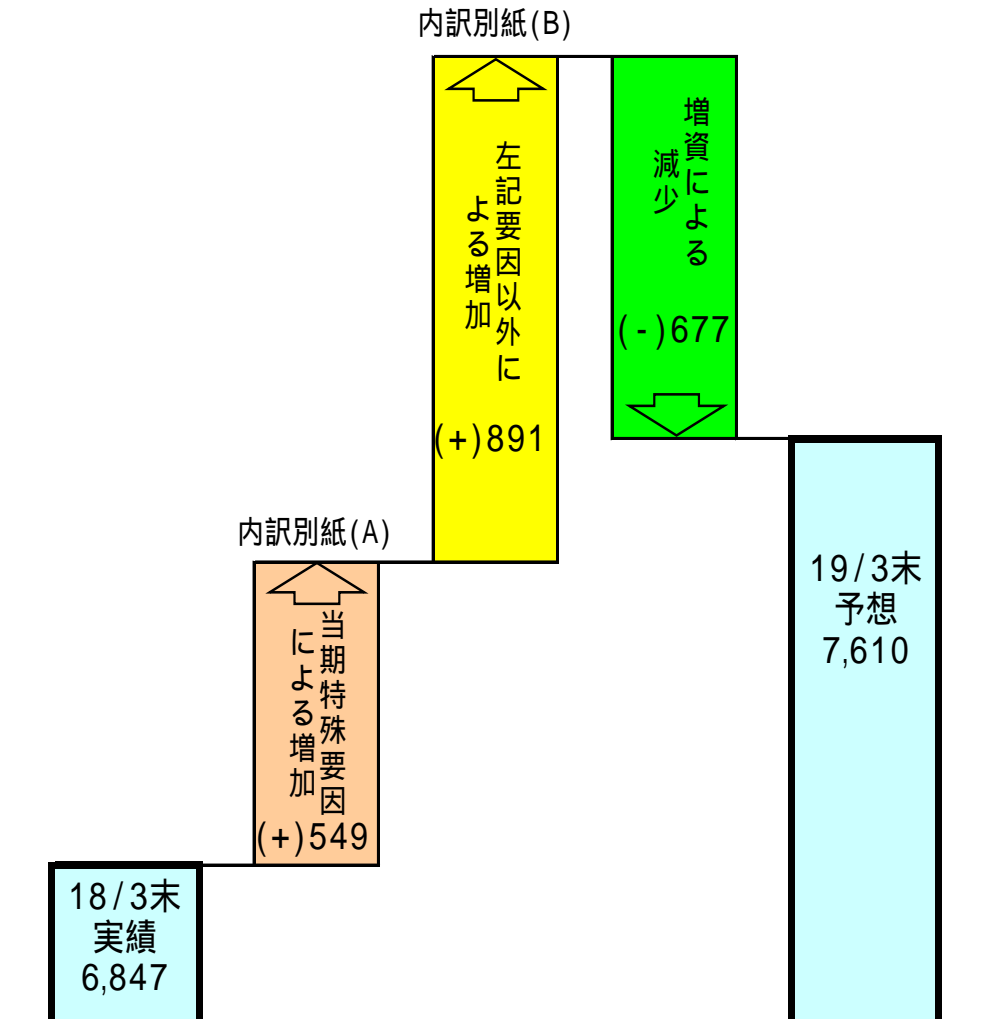 内訳別紙(B)
増資による
減少
(-)677
左記要因以外に
よる増加
(+)891
内訳別紙(A)
当期特殊要因
による増加
(+)549
18/3末
実績
6,847
19/3末
予想
7,610